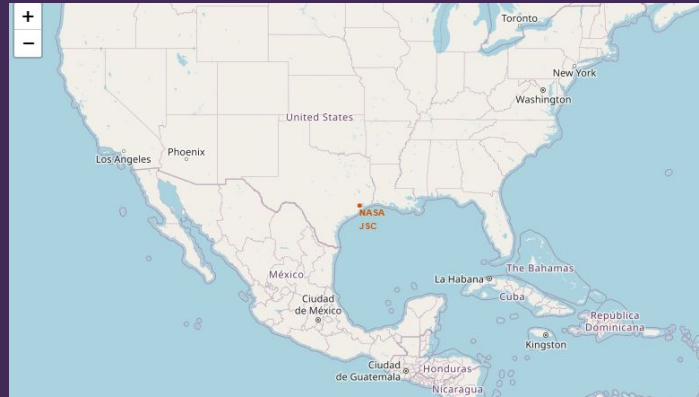 +
−
Toronto
New York
Washington
United States
Los Angeles
Phoenix
NASA
JSC
México
Ciudad
de México
La Habana
The Bahamas
Cuba
República
Dominicana
Kingston
Ciudad
de Guatemala
Honduras
Nicaragua